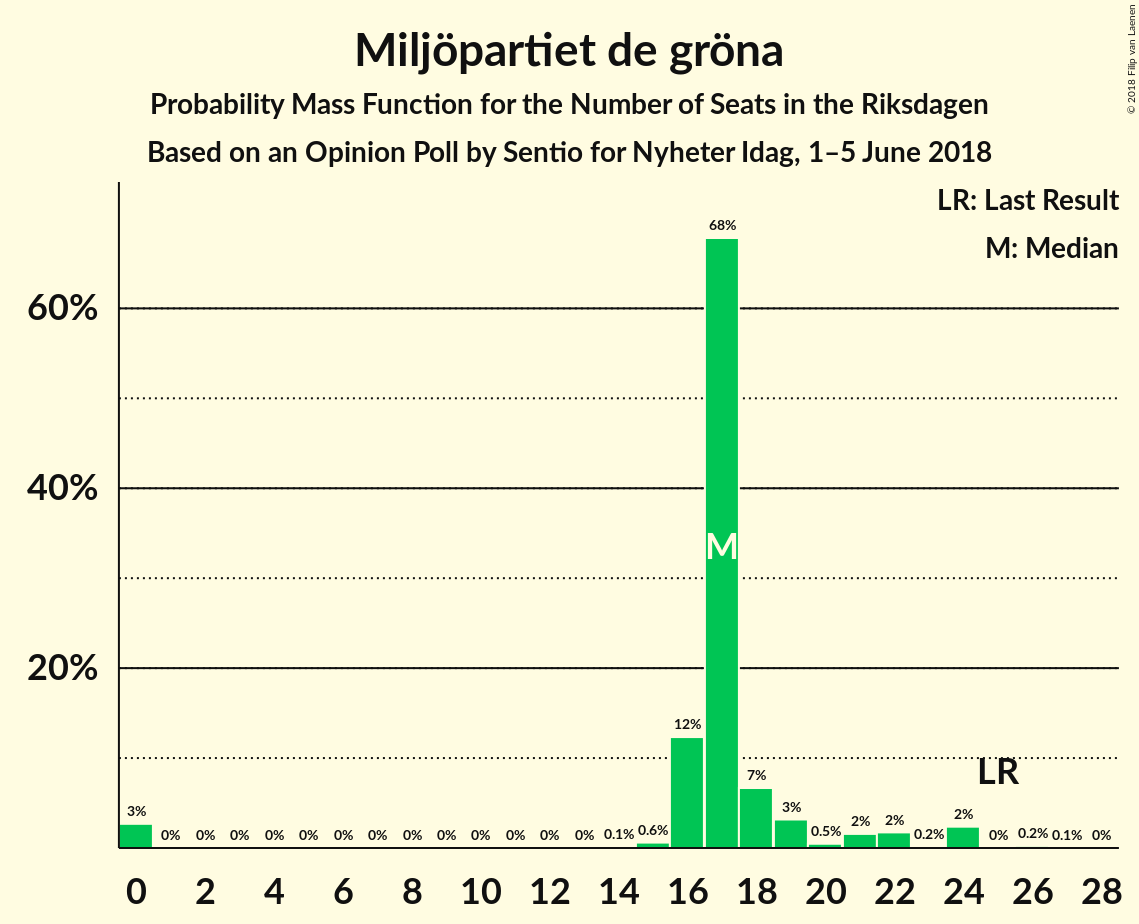 Miljöpartiet de gröna
Probability Mass Function for the Number of Seats in the Riksdagen
Based on an Opinion Poll by Sentio for Nyheter Idag, 1–5 June 2018
© 2018 Filip van Laenen
LR: Last Result
M: Median
60%
40%
20%
3% 0% 0% 0% 0% 0% 0% 0% 0% 0% 0% 0% 0% 0% 0.1% 0.6% 12% 68% 7% 3% 0.5% 2% 2% 0.2% 2% 0% 0.2% 0.1% 0%
M
LR
0 2 4 6 8 10 12 14 16 18 20 22 24 26 28